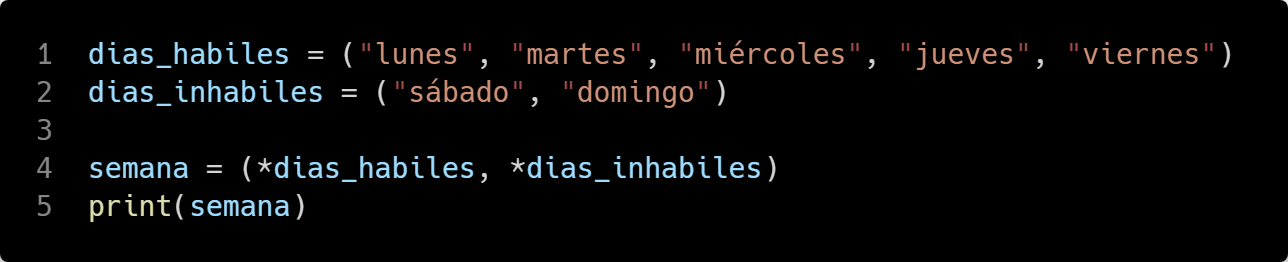 1 dias_habiles = ("lunes", "martes", "miércoles", "jueves", "viernes")
2 dias_inhabiles = ("sábado", "domingo")
3
4 semana = (*dias_habiles, *dias_inhabiles)
5 print(semana)